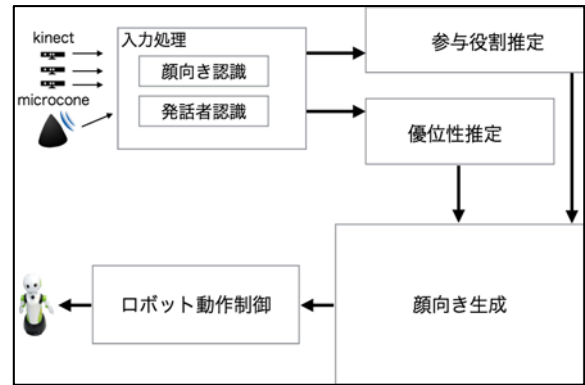 kinect
microcone
入力処理
顔向き認識
発話者認識
参与役割推定
優位性推定
顔向き生成
ロボット動作制御